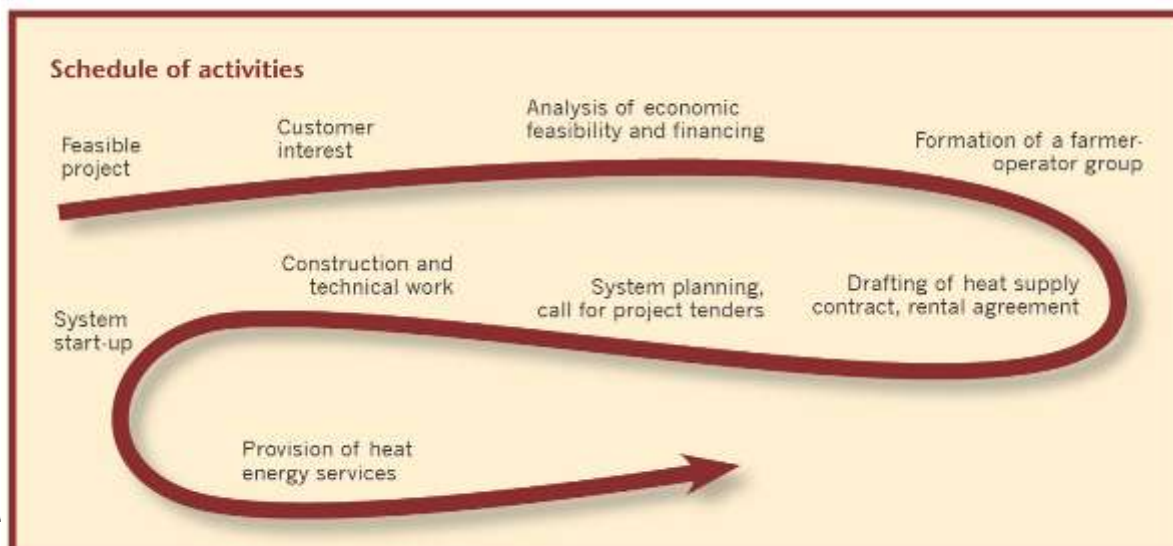 Schedule of activities
Feasible
project
Customer
interest
Analysis of economic
feasibility and financing
Formation of a farmer-
operator group
Drafting of heat supply
contract, rental agreement
System planning,
call for project tenders
Construction and
technical work
System
start-up
Provision of heat
energy services